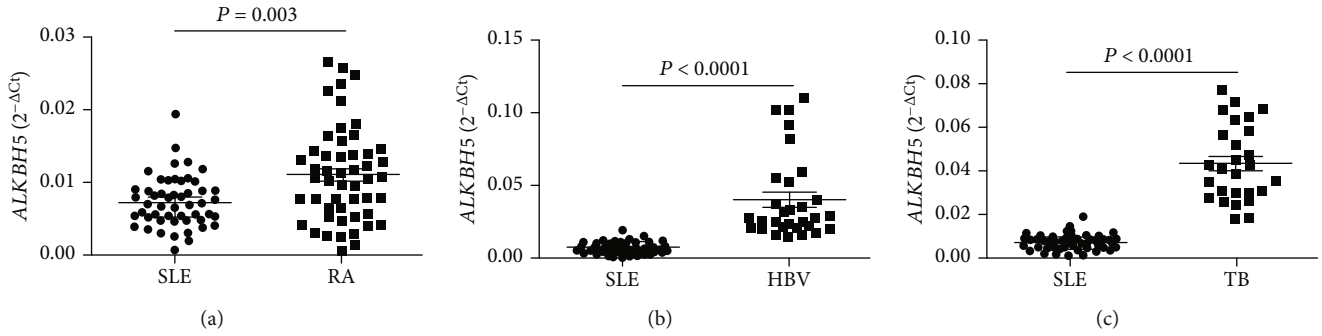 P = 0.003
0.03
0.02
0.01
0.00
ALKBH5 (2^−ΔCt)
SLE
RA
(a)
P < 0.0001
0.15
0.10
0.05
0.00
ALKBH5 (2^−ΔCt)
SLE
HBV
(b)
P < 0.0001
0.10
0.08
0.06
0.04
0.02
0.00
ALKBH5 (2^−ΔCt)
SLE
TB
(c)